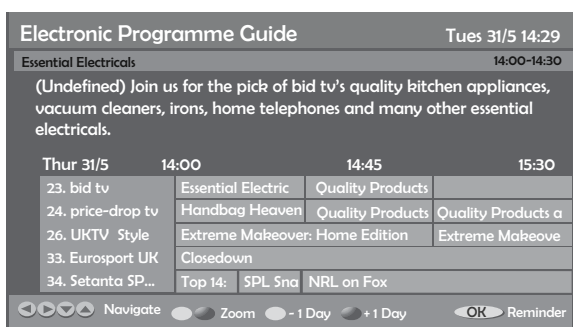 Electronic Programme Guide Tues 31/5 14:29
Essential Electricals 14:00-14:30
(Undefined) Join us for the pick of bid tv's quality kitchen appliances,
vacuum cleaners, irons, home telephones and many other essential
electricals.
Thur 31/5 14:00 14:45 15:30
23. bid tv Essential Electric Quality Products
24. price-drop tv Handbag Heaven Quality Products Quality Products a
26. UKTV Style Extreme Makeover: Home Edition Extreme Makeove
33. Eurosport UK Closedown
34. Setanta SP... Top 14: SPL Sna NRL on Fox
Navigate Zoom - 1 Day + 1 Day OK Reminder